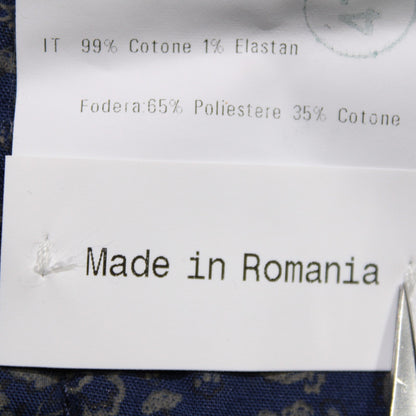 IT 99% Cotone 1% Elastan
Fodera:65% Poliestere 35% Cotone
Made in Romania